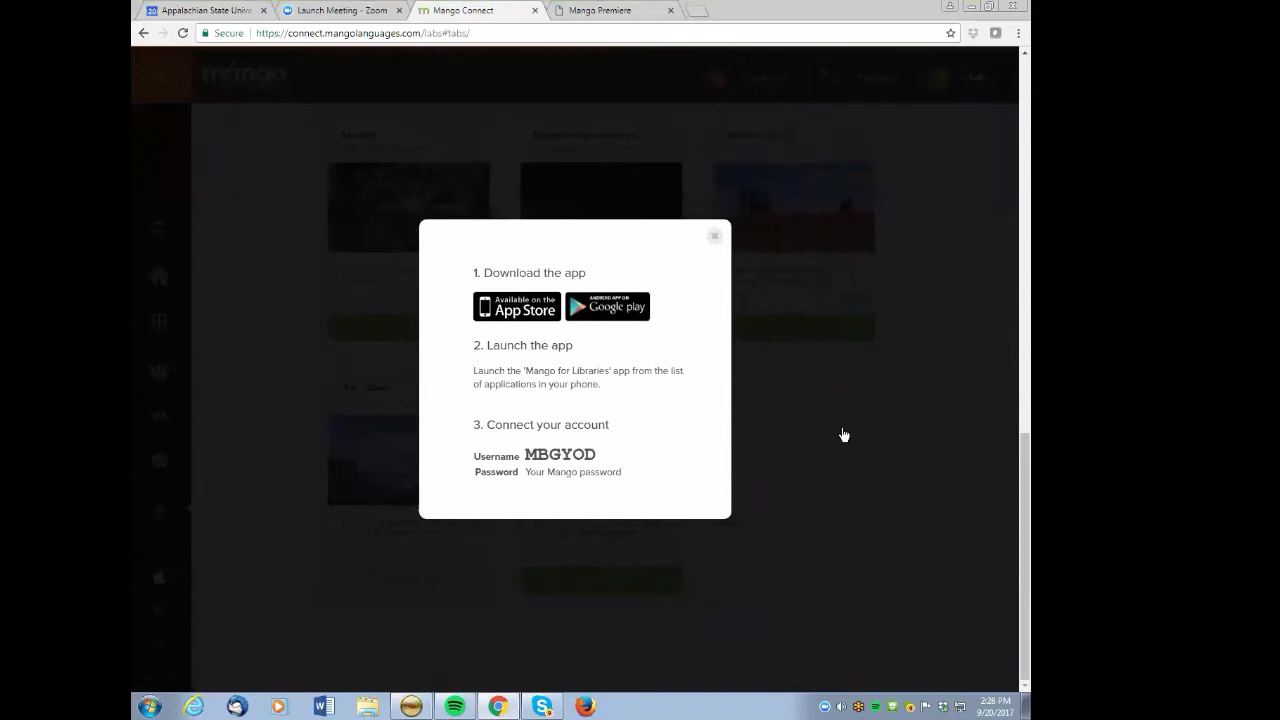 Appalachian State Unive
Launch Meeting - Zoom
Mango Connect
Mango Premiere
Secure
https://connect.mangolanguages.com/labs#tabs/
mango
1. Download the app
Available on the
App Store
ANDROID APP ON
Google play
2. Launch the app
Launch the 'Mango for Libraries' app from the list
of applications in your phone.
3. Connect your account
Username MBGYOD
Password Your Mango password
2:28 PM
9/20/2017